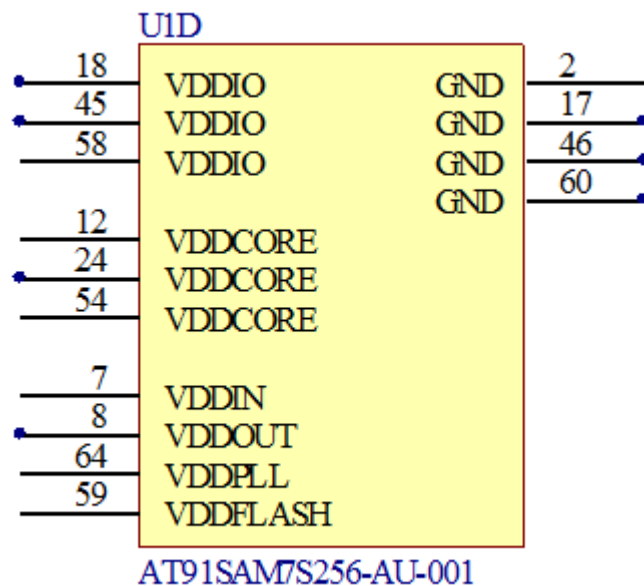 U1D
18 VDDIO GND 2
45 VDDIO GND 17
58 VDDIO GND 46
GND 60
12 VDDCORE
24 VDDCORE
54 VDDCORE
7 VDDIN
8 VDDOUT
64 VDDPLL
59 VDDFLASH
AT91SAM7S256-AU-001